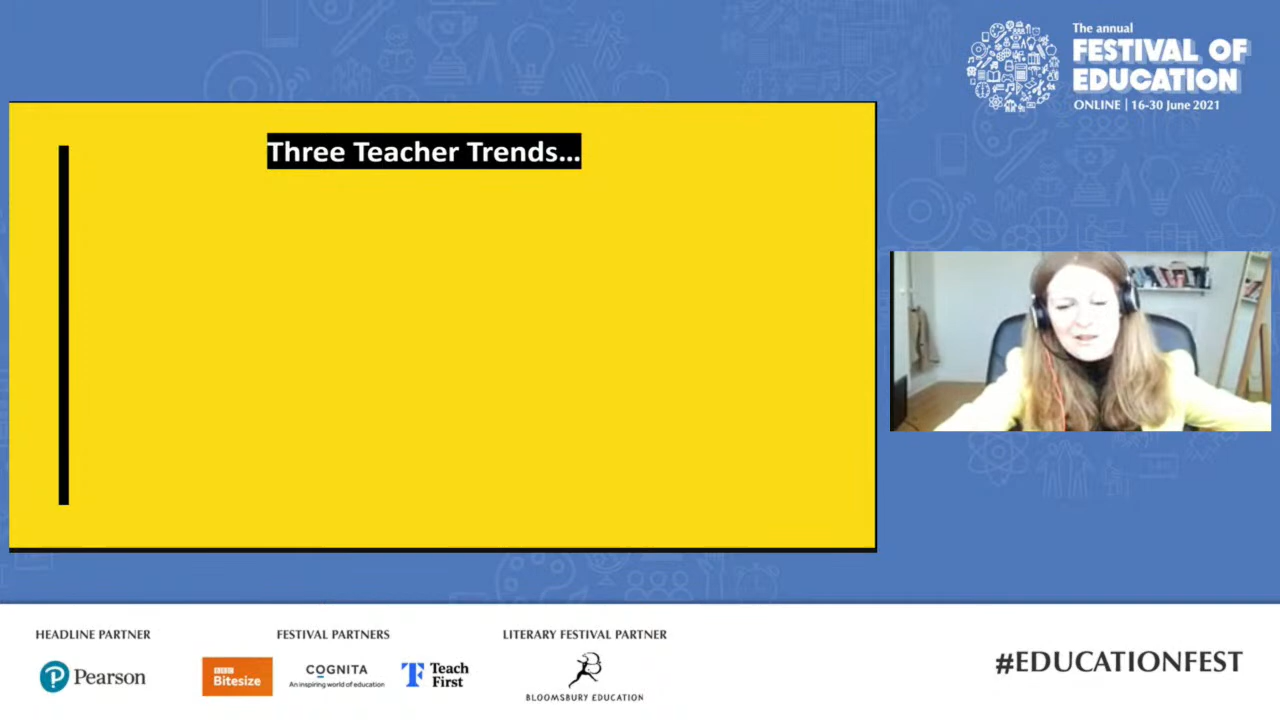 The annual
FESTIVAL OF
EDUCATION
ONLINE | 16-30 June 2021
Three Teacher Trends...
HEADLINE PARTNER
FESTIVAL PARTNERS
LITERARY FESTIVAL PARTNER
Pearson
BBC
Bitesize
COGNITA
An inspiring world of education
Teach
First
BLOOMSBURY EDUCATION
#EDUCATIONFEST